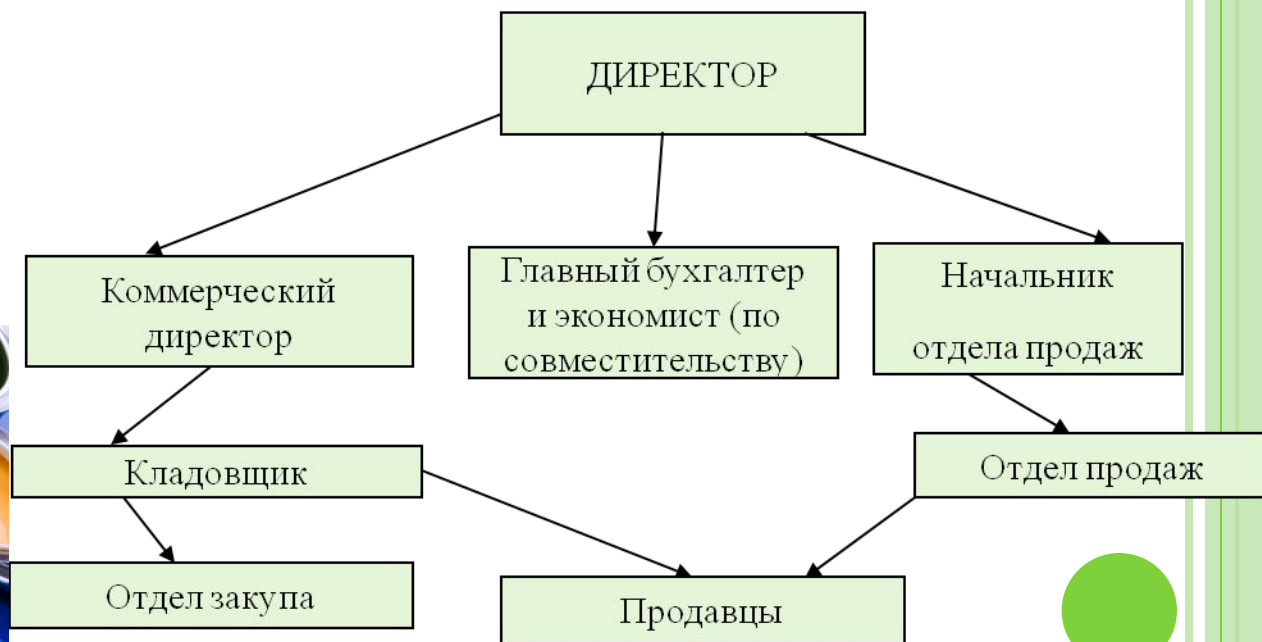 ДИРЕКТОР
Коммерческий
директор
Главный бухгалтер
и экономист (по
совместительству)
Начальник
отдела продаж
Кладовщик
Отдел продаж
Отдел закупа
Продавцы